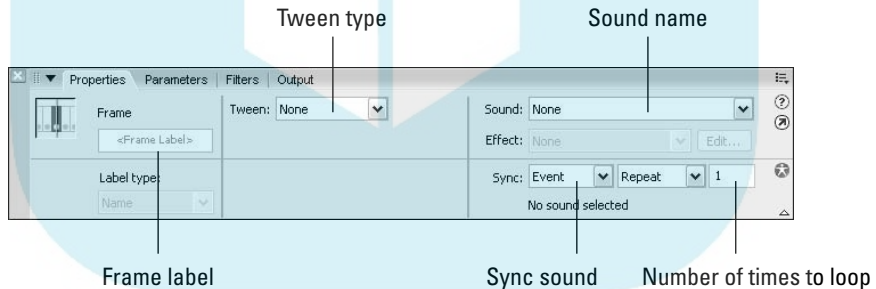 Tween type
Sound name
Properties Parameters Filters Output
Frame
Tween: None
Sound: None
<Frame Label>
Effect: None Edit...
Label type:
Sync: Event Repeat 1
Name
No sound selected
Frame label
Sync sound
Number of times to loop